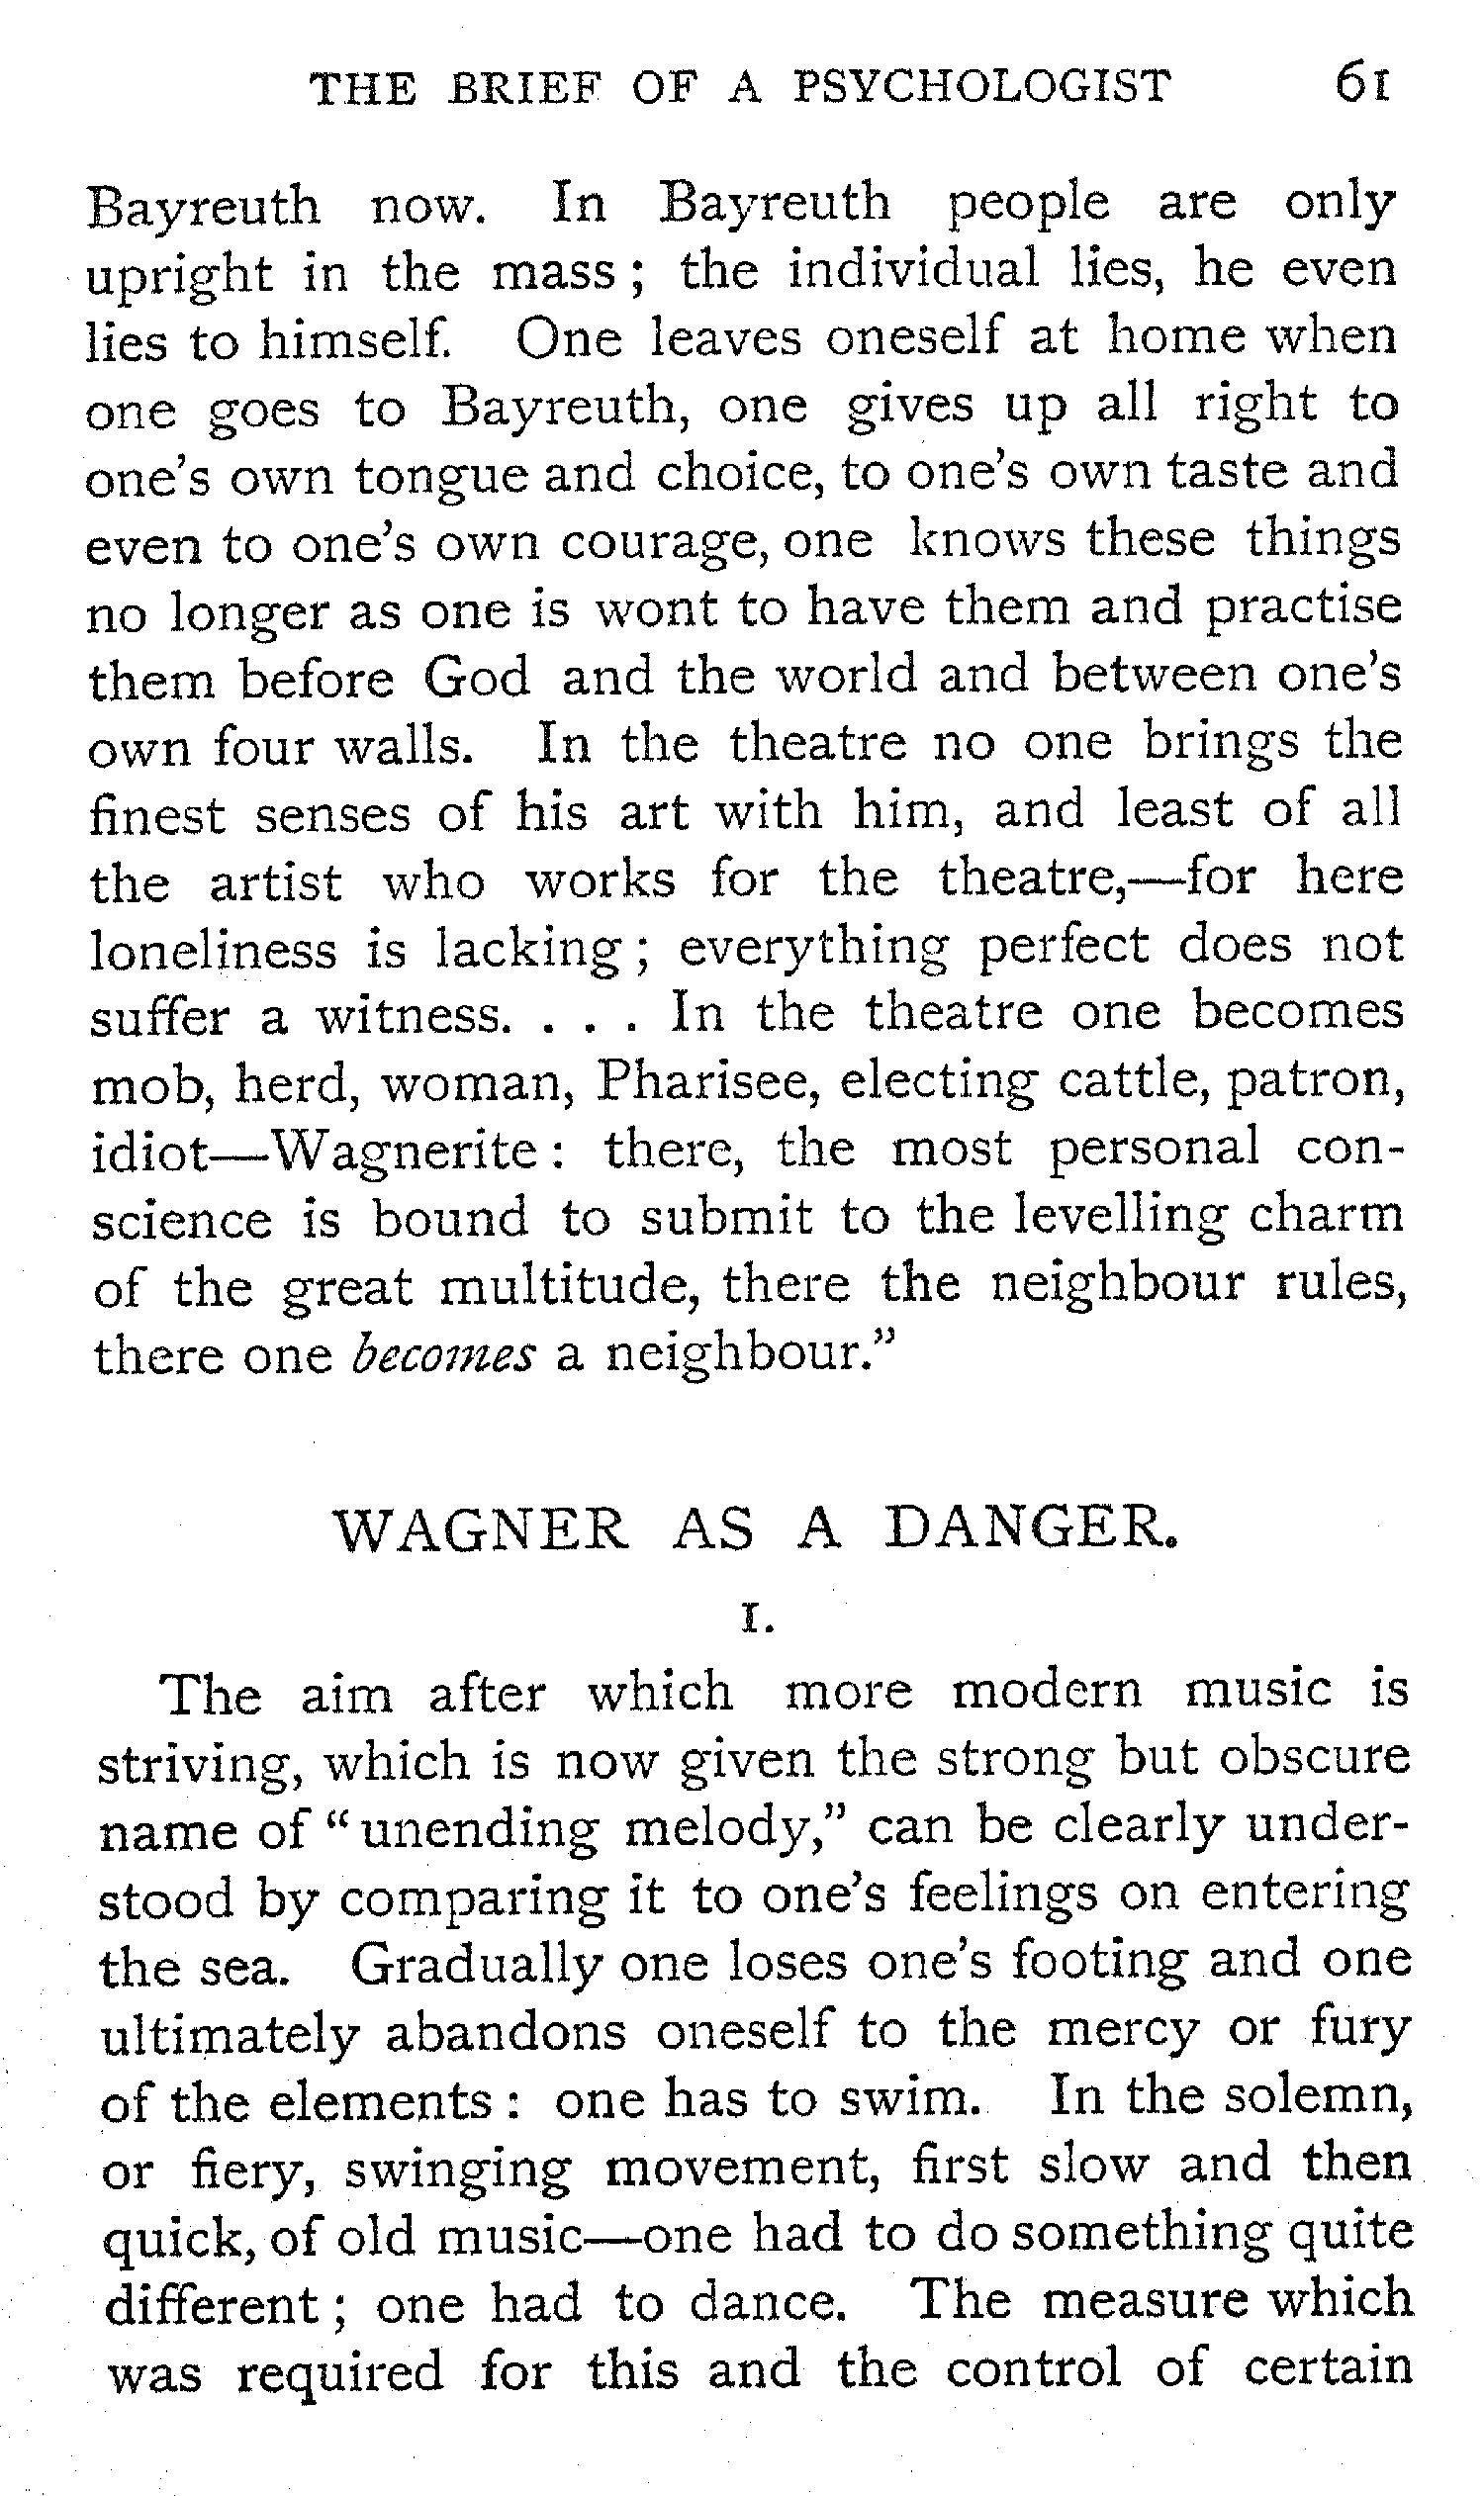 THE BRIEF OF A PSYCHOLOGIST 61
Bayreuth now. In Bayreuth people are only
upright in the mass; the individual lies, he even
lies to himself. One leaves oneself at home when
one goes to Bayreuth, one gives up all right to
one's own tongue and choice, to one's own taste and
even to one's own courage, one knows these things
no longer as one is wont to have them and practise
them before God and the world and between one's
own four walls. In the theatre no one brings the
finest senses of his art with him, and least of all
the artist who works for the theatre,—for here
loneliness is lacking; everything perfect does not
suffer a witness. . . . In the theatre one becomes
mob, herd, woman, Pharisee, electing cattle, patron,
idiot—Wagnerite: there, the most personal con-
science is bound to submit to the levelling charm
of the great multitude, there the neighbour rules,
there one becomes a neighbour."
WAGNER AS A DANGER.
1.
The aim after which more modern music is
striving, which is now given the strong but obscure
name of "unending melody," can be clearly under-
stood by comparing it to one's feelings on entering
the sea. Gradually one loses one's footing and one
ultimately abandons oneself to the mercy or fury
of the elements: one has to swim. In the solemn,
or fiery, swinging movement, first slow and then
quick, of old music—one had to do something quite
different; one had to dance. The measure which
was required for this and the control of certain